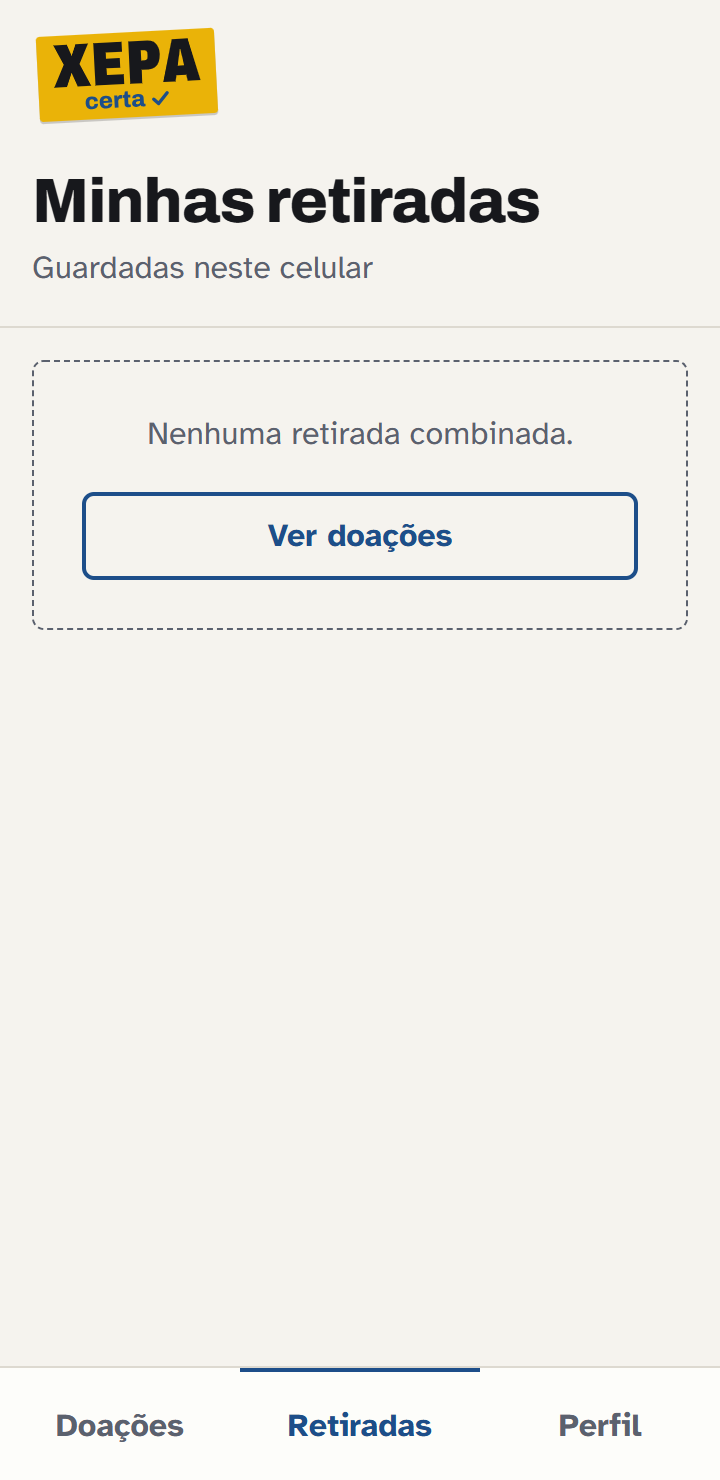 XEPA
certa
Minhas retiradas
Guardadas neste celular
Nenhuma retirada combinada.
Ver doações
Doações
Retiradas
Perfil